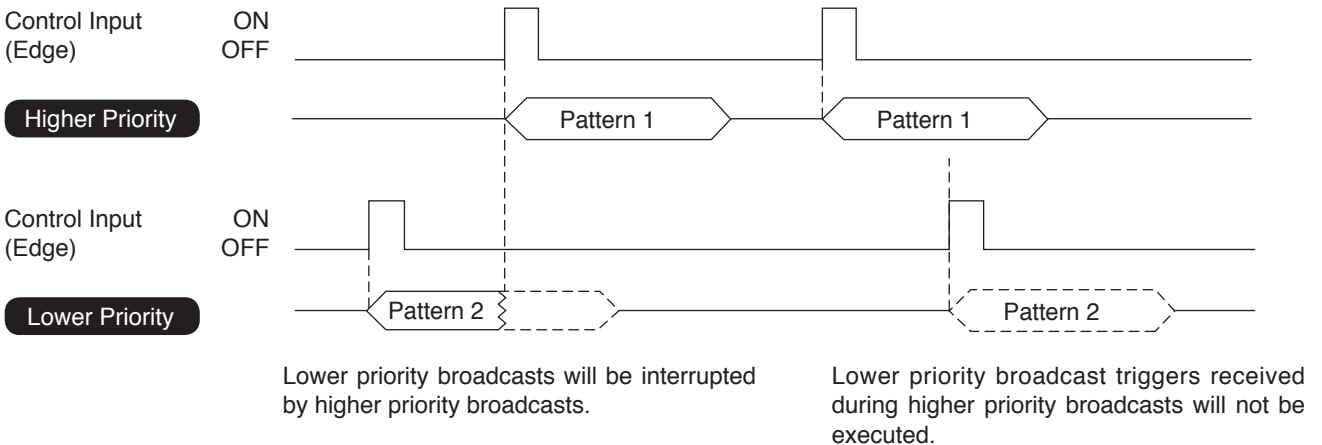 Control Input ON
(Edge) OFF
Higher Priority Pattern 1 Pattern 1
Control Input ON
(Edge) OFF
Lower Priority Pattern 2 Pattern 2
Lower priority broadcasts will be interrupted
by higher priority broadcasts.
Lower priority broadcast triggers received
during higher priority broadcasts will not be
executed.